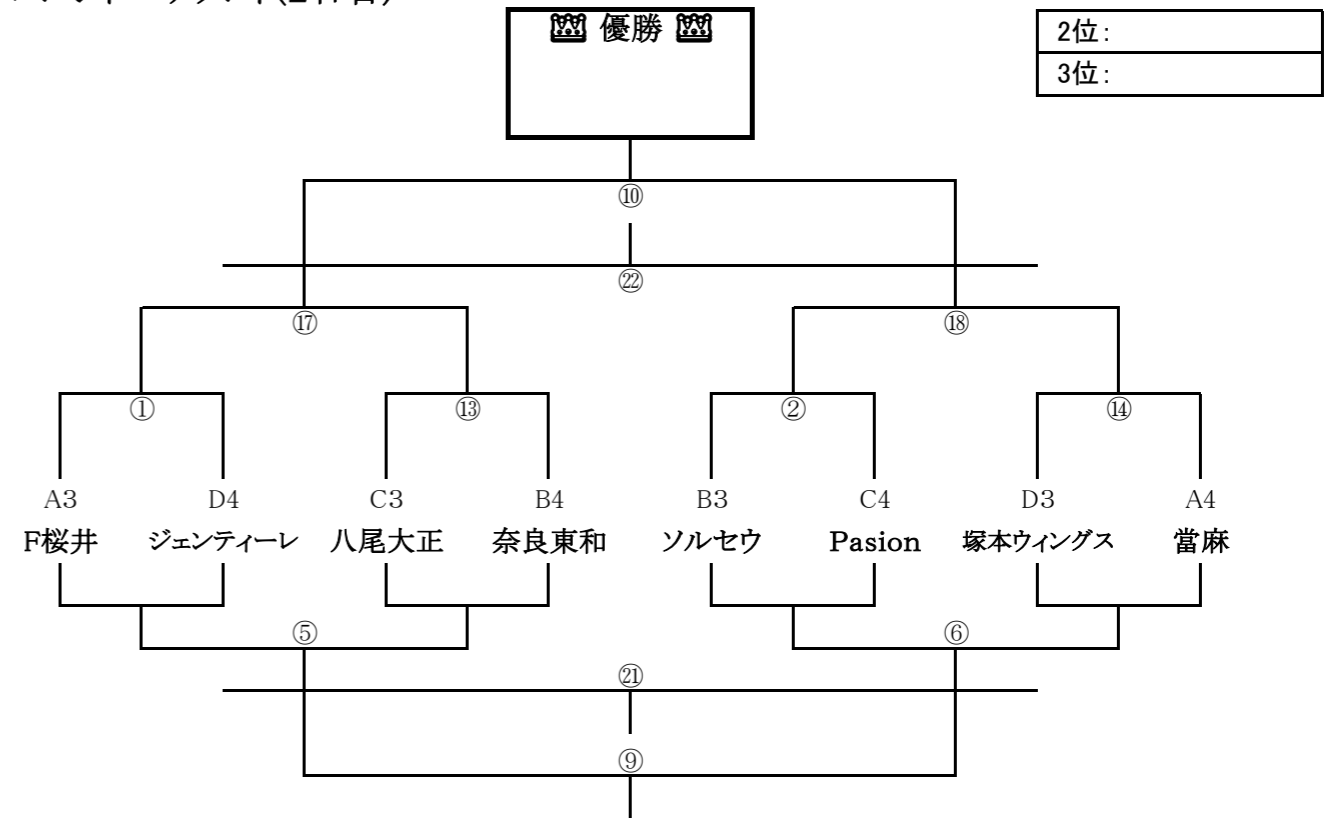 優勝
2位:
3位:
⑩
㉒
⑰ ⑱
① ⑬ ② ⑭
A3 D4 C3 B4 B3 C4 D3 A4
F桜井 ジェンティーレ 八尾大正 奈良東和 ソルセウ Pasion 塚本ウィングス 當麻
⑤ ⑥
㉑
⑨